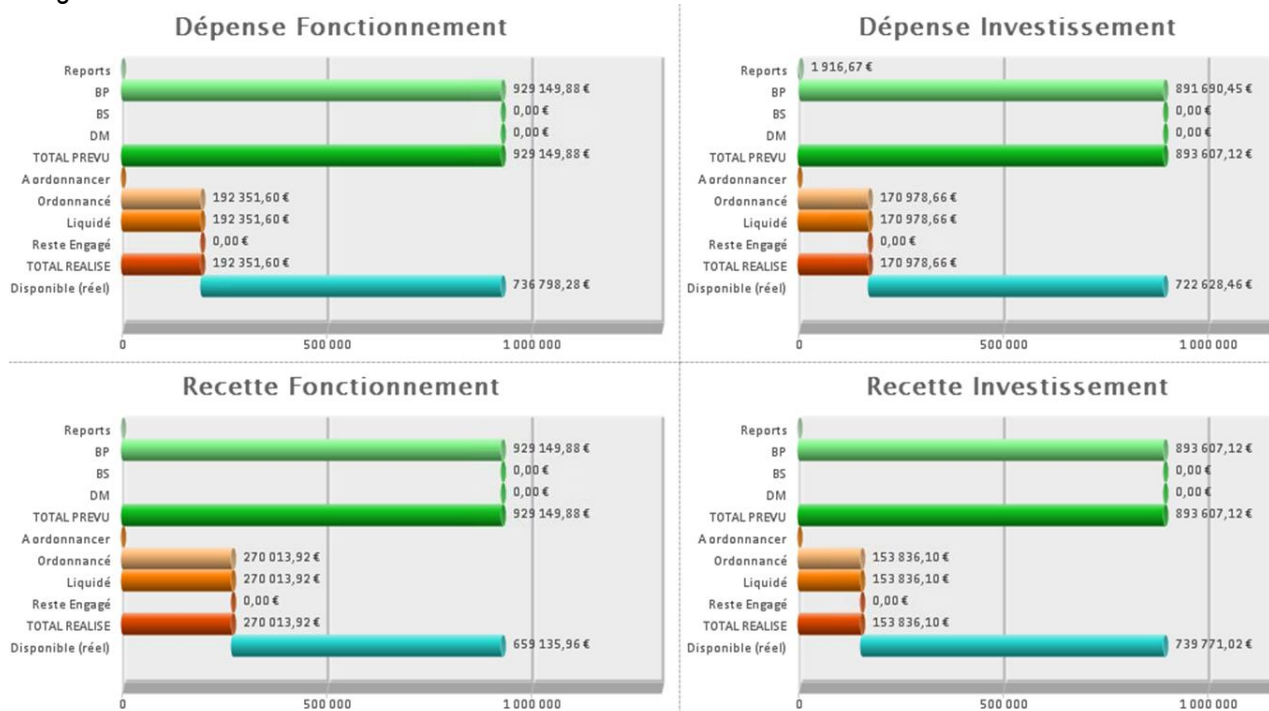 Dépense Fonctionnement
Reports
BP 929 149,88 €
BS 0,00 €
DM 0,00 €
TOTAL PREVU 929 149,88 €
A ordonnancer
Ordonnancé 192 351,60 €
Liquidé 192 351,60 €
Reste Engagé 0,00 €
TOTAL REALISE 192 351,60 €
Disponible (réel) 736 798,28 €
0 500 000 1 000 000
Dépense Investissement
Reports 1 916,67 €
BP 891 690,45 €
BS 0,00 €
DM 0,00 €
TOTAL PREVU 893 607,12 €
A ordonnancer
Ordonnancé 170 978,66 €
Liquidé 170 978,66 €
Reste Engagé 0,00 €
TOTAL REALISE 170 978,66 €
Disponible (réel) 722 628,46 €
0 500 000 1 000 000
Recette Fonctionnement
Reports
BP 929 149,88 €
BS 0,00 €
DM 0,00 €
TOTAL PREVU 929 149,88 €
A ordonnancer
Ordonnancé 270 013,92 €
Liquidé 270 013,92 €
Reste Engagé 0,00 €
TOTAL REALISE 270 013,92 €
Disponible (réel) 659 135,96 €
0 500 000 1 000 000
Recette Investissement
Reports
BP 893 607,12 €
BS 0,00 €
DM 0,00 €
TOTAL PREVU 893 607,12 €
A ordonnancer
Ordonnancé 153 836,10 €
Liquidé 153 836,10 €
Reste Engagé 0,00 €
TOTAL REALISE 153 836,10 €
Disponible (réel) 739 771,02 €
0 500 000 1 000 000